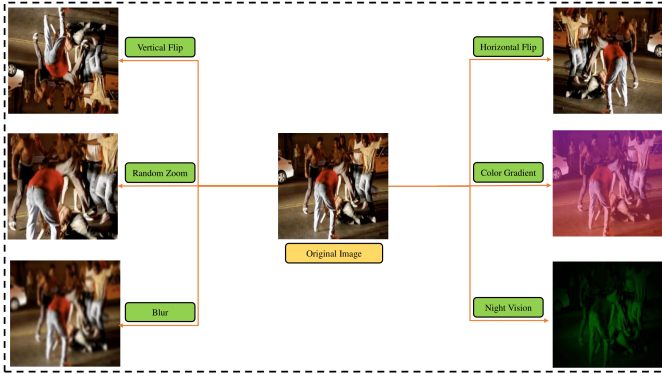 Vertical Flip
Horizontal Flip
Random Zoom
Color Gradient
Original Image
Blur
Night Vision